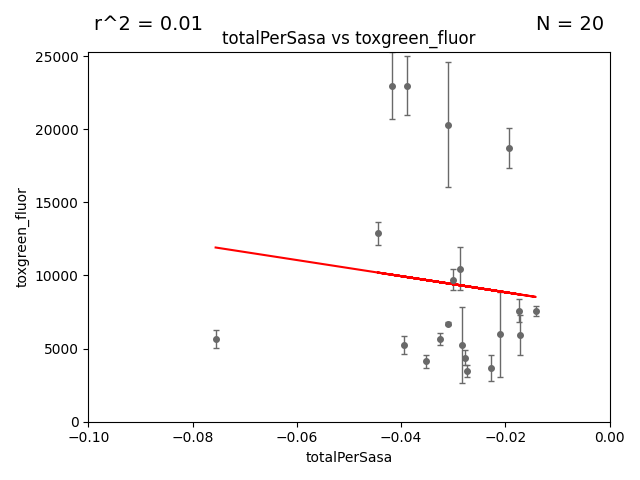 r^2 = 0.01
N = 20
totalPerSasa vs toxgreen_fluor
25000
20000
15000
10000
5000
0
toxgreen_fluor
−0.10
−0.08
−0.06
−0.04
−0.02
0.00
totalPerSasa